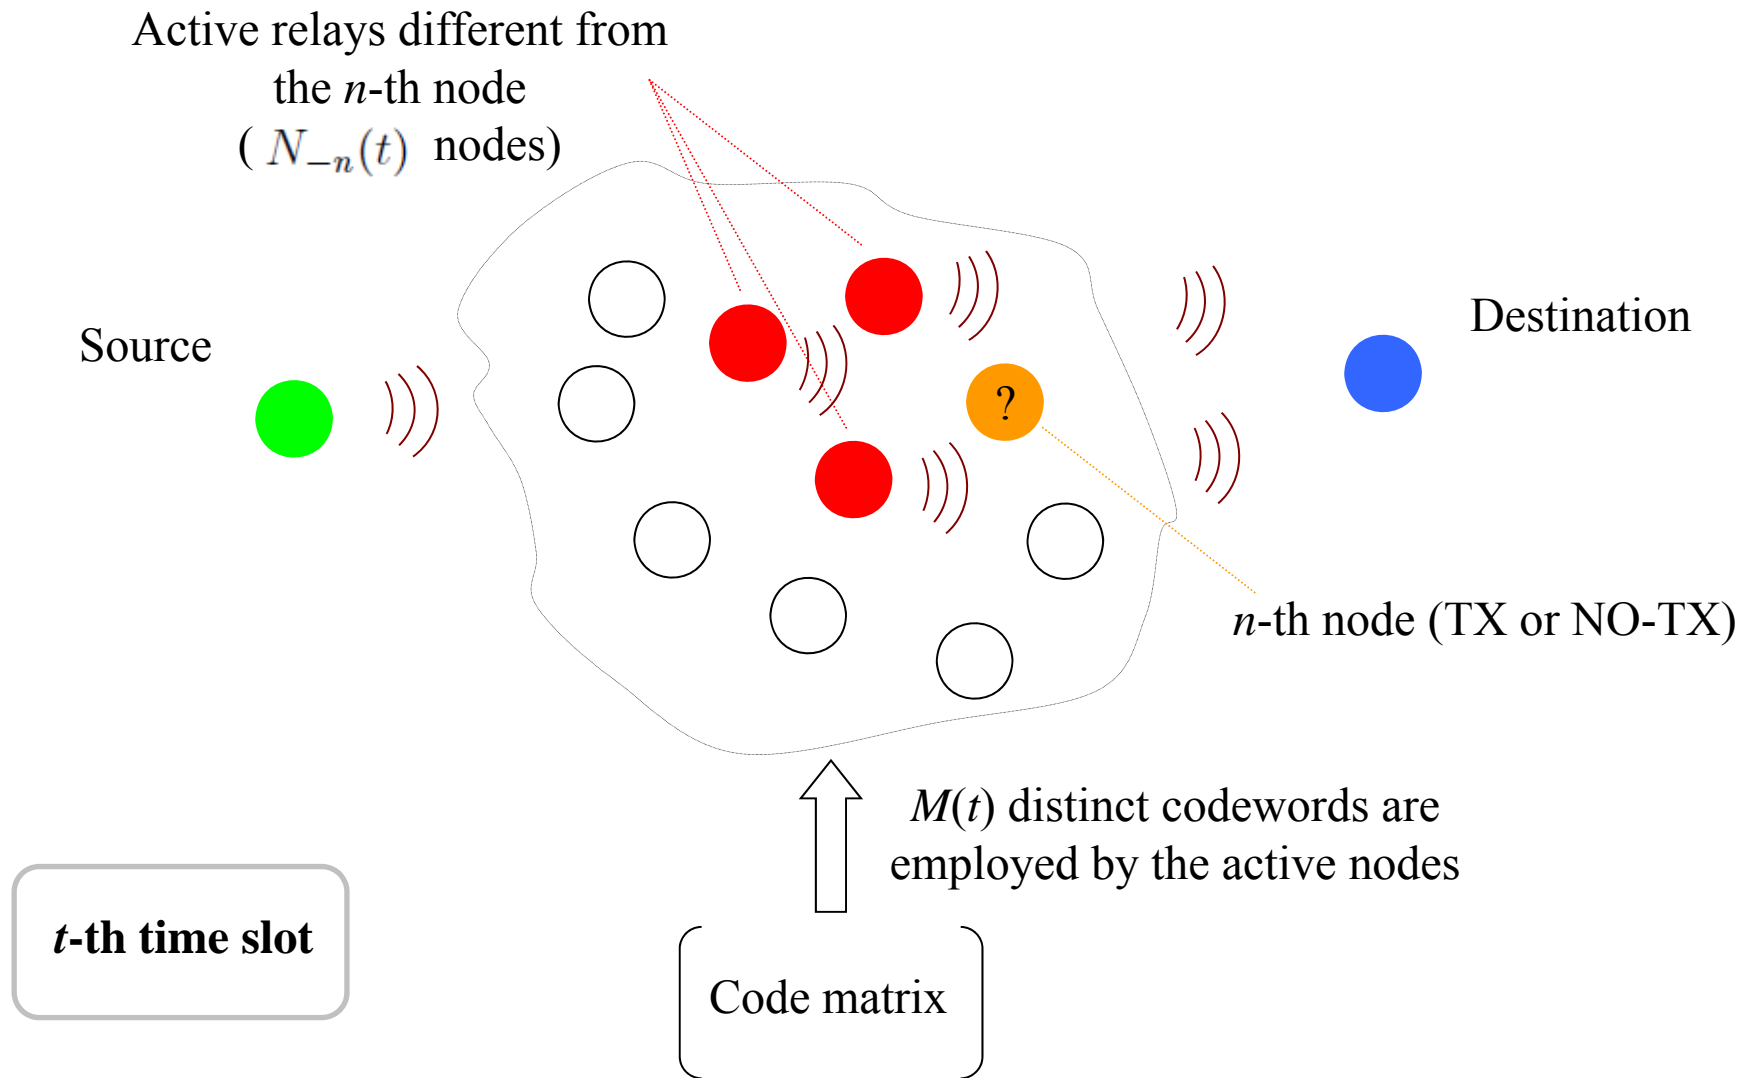 Active relays different from
the n-th node
( N₋ₙ(t) nodes)
Source
Destination
?
n-th node (TX or NO-TX)
M(t) distinct codewords are
employed by the active nodes
t-th time slot
Code matrix